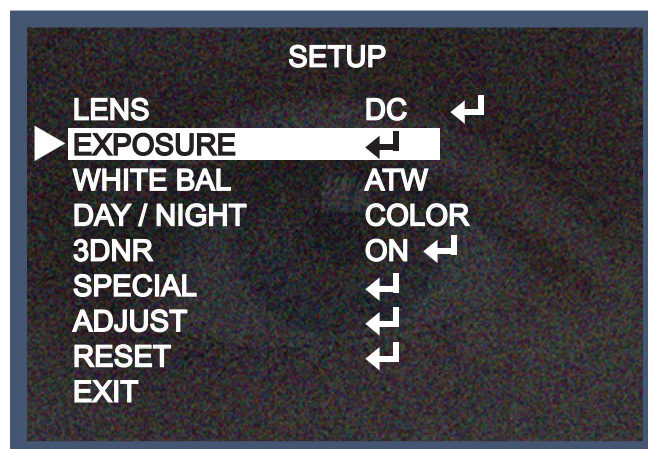 SETUP
LENS DC ↵
EXPOSURE ↵
WHITE BAL ATW
DAY / NIGHT COLOR
3DNR ON ↵
SPECIAL ↵
ADJUST ↵
RESET ↵
EXIT